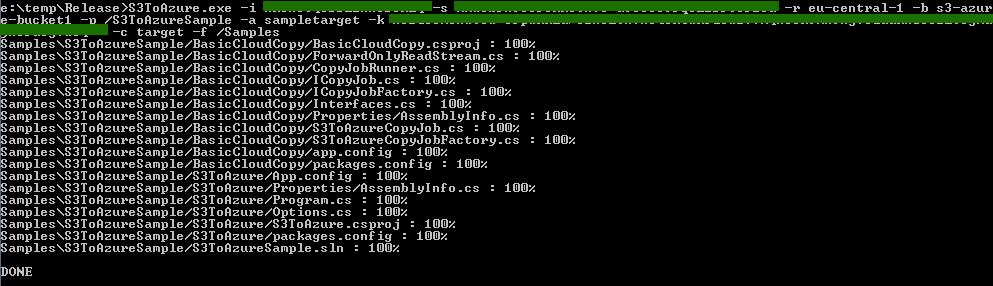 e:\temp\Release>S3ToAzure.exe -i -s -r eu-central-1 -b s3-azur
e-bucket1 -p /S3ToAzureSample -a sampletarget -k
-c target -f /Samples
Samples\S3ToAzureSample/BasicCloudCopy/BasicCloudCopy.csproj : 100%
Samples\S3ToAzureSample/BasicCloudCopy/ForwardOnlyReadStream.cs : 100%
Samples\S3ToAzureSample/BasicCloudCopy/CopyJobRunner.cs : 100%
Samples\S3ToAzureSample/BasicCloudCopy/ICopyJob.cs : 100%
Samples\S3ToAzureSample/BasicCloudCopy/ICopyJobFactory.cs : 100%
Samples\S3ToAzureSample/BasicCloudCopy/Interfaces.cs : 100%
Samples\S3ToAzureSample/BasicCloudCopy/Properties/AssemblyInfo.cs : 100%
Samples\S3ToAzureSample/BasicCloudCopy/S3ToAzureCopyJob.cs : 100%
Samples\S3ToAzureSample/BasicCloudCopy/S3ToAzureCopyJobFactory.cs : 100%
Samples\S3ToAzureSample/BasicCloudCopy/app.config : 100%
Samples\S3ToAzureSample/BasicCloudCopy/packages.config : 100%
Samples\S3ToAzureSample/S3ToAzure/App.config : 100%
Samples\S3ToAzureSample/S3ToAzure/Properties/AssemblyInfo.cs : 100%
Samples\S3ToAzureSample/S3ToAzure/Program.cs : 100%
Samples\S3ToAzureSample/S3ToAzure/Options.cs : 100%
Samples\S3ToAzureSample/S3ToAzure/S3ToAzure.csproj : 100%
Samples\S3ToAzureSample/S3ToAzure/packages.config : 100%
Samples\S3ToAzureSample/S3ToAzureSample.sln : 100%
DONE